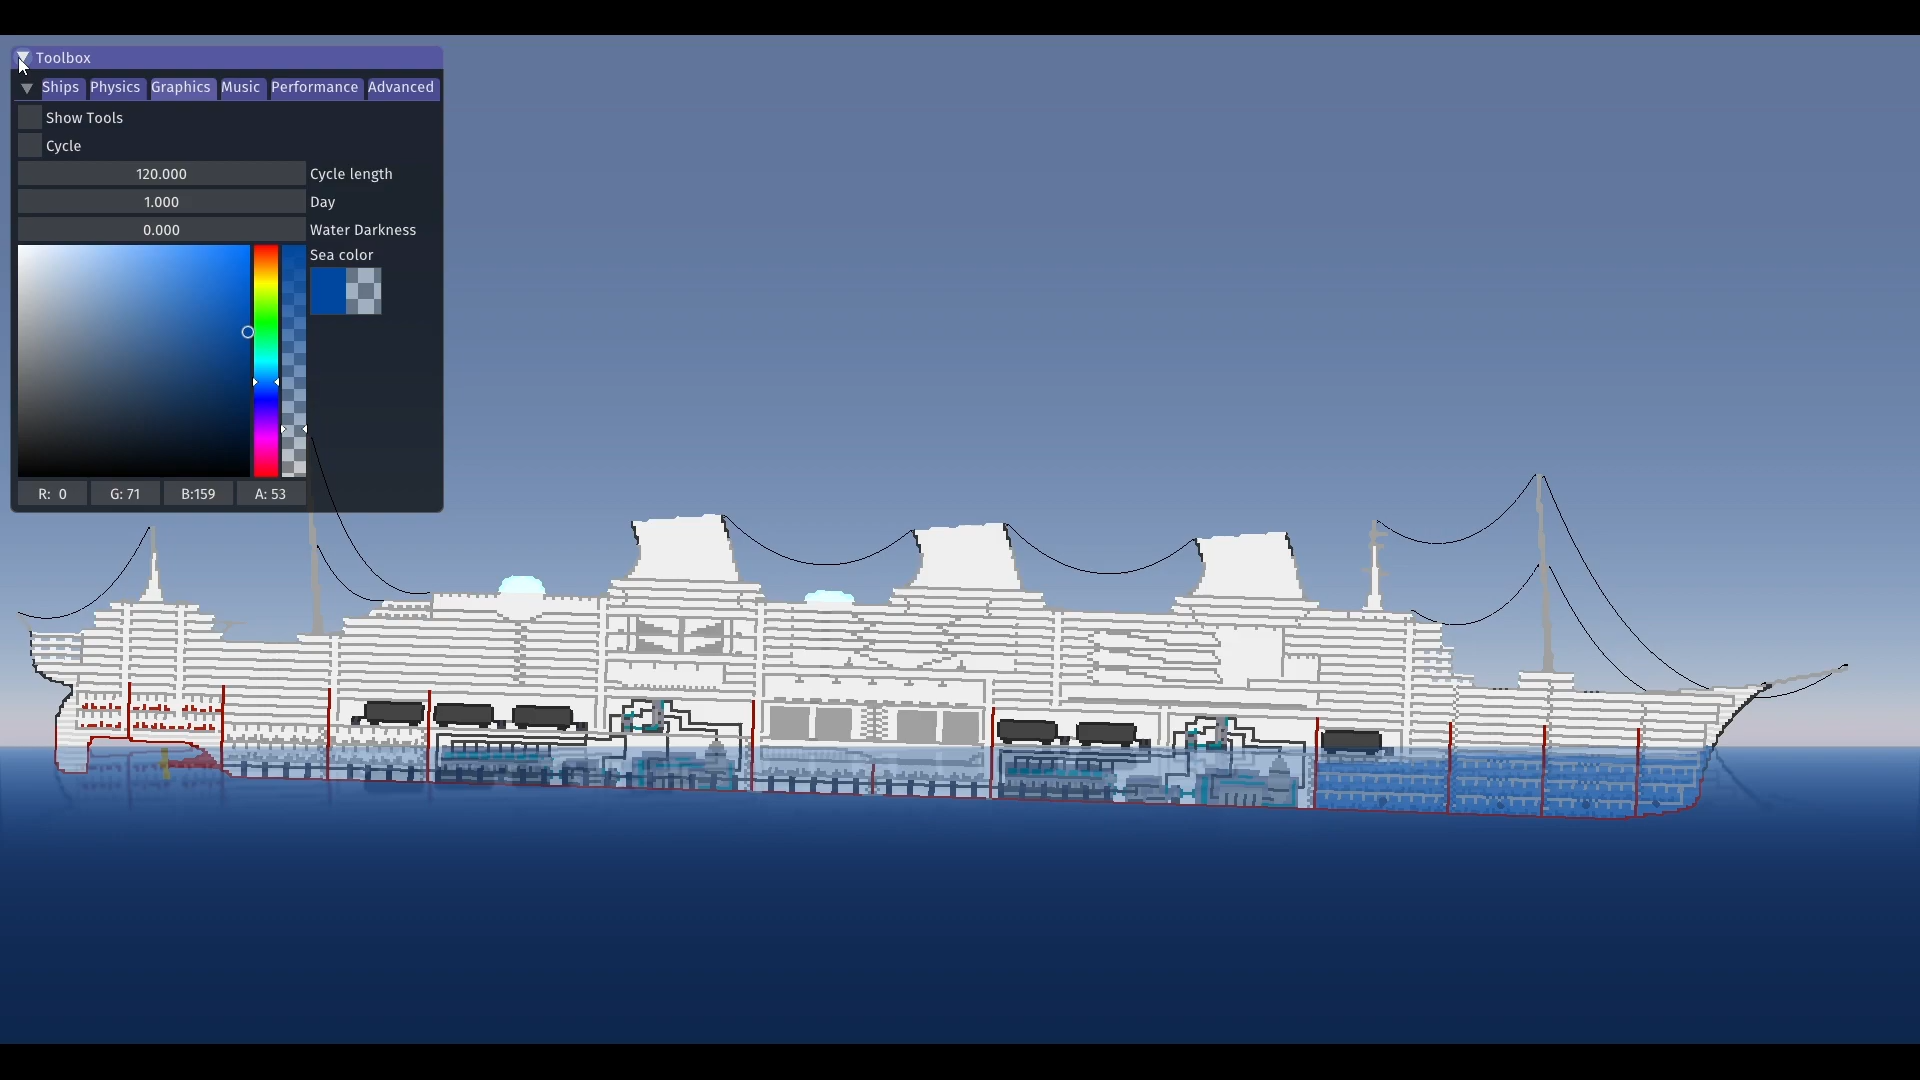 Toolbox
Ships Physics Graphics Music Performance Advanced
Show Tools
Cycle
120.000 Cycle length
1.000 Day
0.000 Water Darkness
Sea color
R: 0 G: 71 B:159 A: 53